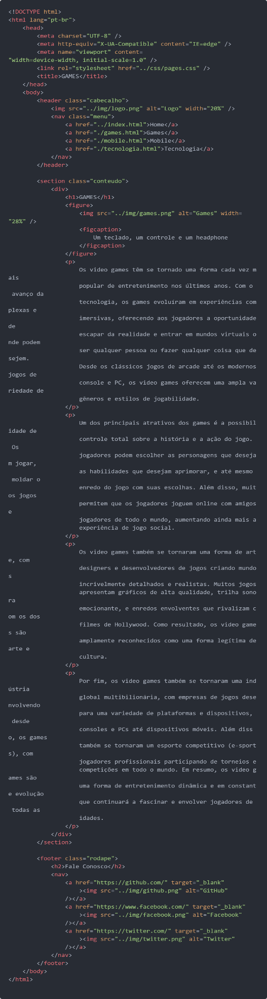 <!DOCTYPE html>
<html lang="pt-br">
    <head>
        <meta charset="UTF-8" />
        <meta http-equiv="X-UA-Compatible" content="IE=edge" />
        <meta name="viewport" content=
"width=device-width, initial-scale=1.0" />
        <link rel="stylesheet" href="../css/pages.css" />
        <title>GAMES</title>
    </head>
    <body>
        <header class="cabecalho">
            <img src="../img/logo.png" alt="Logo" width="20%" />
            <nav class="menu">
                <a href="../index.html">Home</a>
                <a href="./games.html">Games</a>
                <a href="./mobile.html">Mobile</a>
                <a href="./tecnologia.html">Tecnologia</a>
            </nav>
        </header>

        <section class="conteudo">
            <div>
                <h1>GAMES</h1>
                <figure>
                    <img src="../img/games.png" alt="Games" width=
"28%" />
                    <figcaption>
                        Um teclado, um controle e um headphone
                    </figcaption>
                </figure>
                <p>
                    Os video games têm se tornado uma forma cada vez m
ais
                    popular de entretenimento nos últimos anos. Com o
 avanço da
                    tecnologia, os games evoluíram em experiências com
plexas e
                    imersivas, oferecendo aos jogadores a oportunidade
de
                    escapar da realidade e entrar em mundos virtuais o
nde podem
                    ser qualquer pessoa ou fazer qualquer coisa que de
sejem.
                    Desde os clássicos jogos de arcade até os modernos
jogos de
                    console e PC, os video games oferecem uma ampla va
riedade de
                    gêneros e estilos de jogabilidade.
                </p>
                <p>
                    Um dos principais atrativos dos games é a possibil
idade de
                    controle total sobre a história e a ação do jogo.
 Os
                    jogadores podem escolher as personagens que deseja
m jogar,
                    as habilidades que desejam aprimorar, e até mesmo
 moldar o
                    enredo do jogo com suas escolhas. Além disso, muit
os jogos
                    permitem que os jogadores joguem online com amigos
e
                    jogadores de todo o mundo, aumentando ainda mais a
                    experiência de jogo social.
                </p>
                <p>
                    Os video games também se tornaram uma forma de art
e, com
                    designers e desenvolvedores de jogos criando mundo
s
                    incrivelmente detalhados e realistas. Muitos jogos
                    apresentam gráficos de alta qualidade, trilha sono
ra
                    emocionante, e enredos envolventes que rivalizam c
om os dos
                    filmes de Hollywood. Como resultado, os video game
s são
                    amplamente reconhecidos como uma forma legítima de
arte e
                    cultura.
                </p>
                <p>
                    Por fim, os video games também se tornaram uma ind
ústria
                    global multibilionária, com empresas de jogos dese
nvolvendo
                    para uma variedade de plataformas e dispositivos,
 desde
                    consoles e PCs até dispositivos móveis. Além diss
o, os games
                    também se tornaram um esporte competitivo (e-sport
s), com
                    jogadores profissionais participando de torneios e
                    competições em todo o mundo. Em resumo, os video g
ames são
                    uma forma de entretenimento dinâmica e em constant
e evolução
                    que continuará a fascinar e envolver jogadores de
 todas as
                    idades.
                </p>
            </div>
        </section>

        <footer class="rodape">
            <h2>Fale Conosco</h2>
            <nav>
                <a href="https://github.com/" target="_blank"
                    ><img src="../img/github.png" alt="GitHub"
                /></a>
                <a href="https://www.facebook.com/" target="_blank"
                    ><img src="../img/facebook.png" alt="Facebook"
                /></a>
                <a href="https://twitter.com/" target="_blank"
                    ><img src="../img/twitter.png" alt="Twitter"
                /></a>
            </nav>
        </footer>
    </body>
</html>